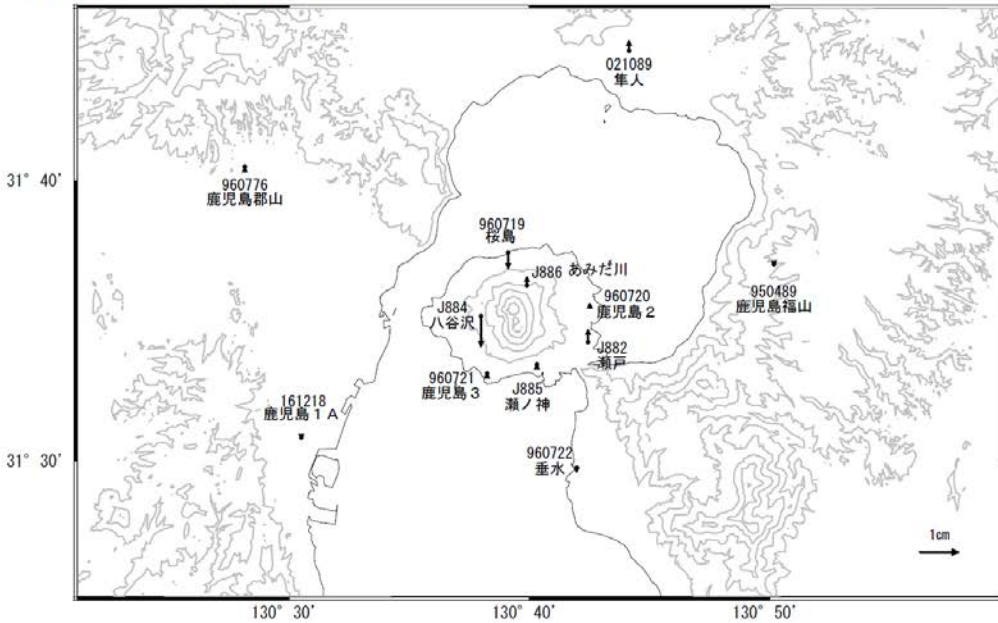 021089
隼人
31° 40′
960776
鹿児島郡山
960719
桜島
J886 あみだ川
950489
鹿児島福山
960720
鹿児島2
J884
八谷沢
J882
瀬戸
960721
鹿児島3
J885
瀬ノ神
161218
鹿児島1A
31° 30′
960722
垂水
1cm
130° 30′
130° 40′
130° 50′